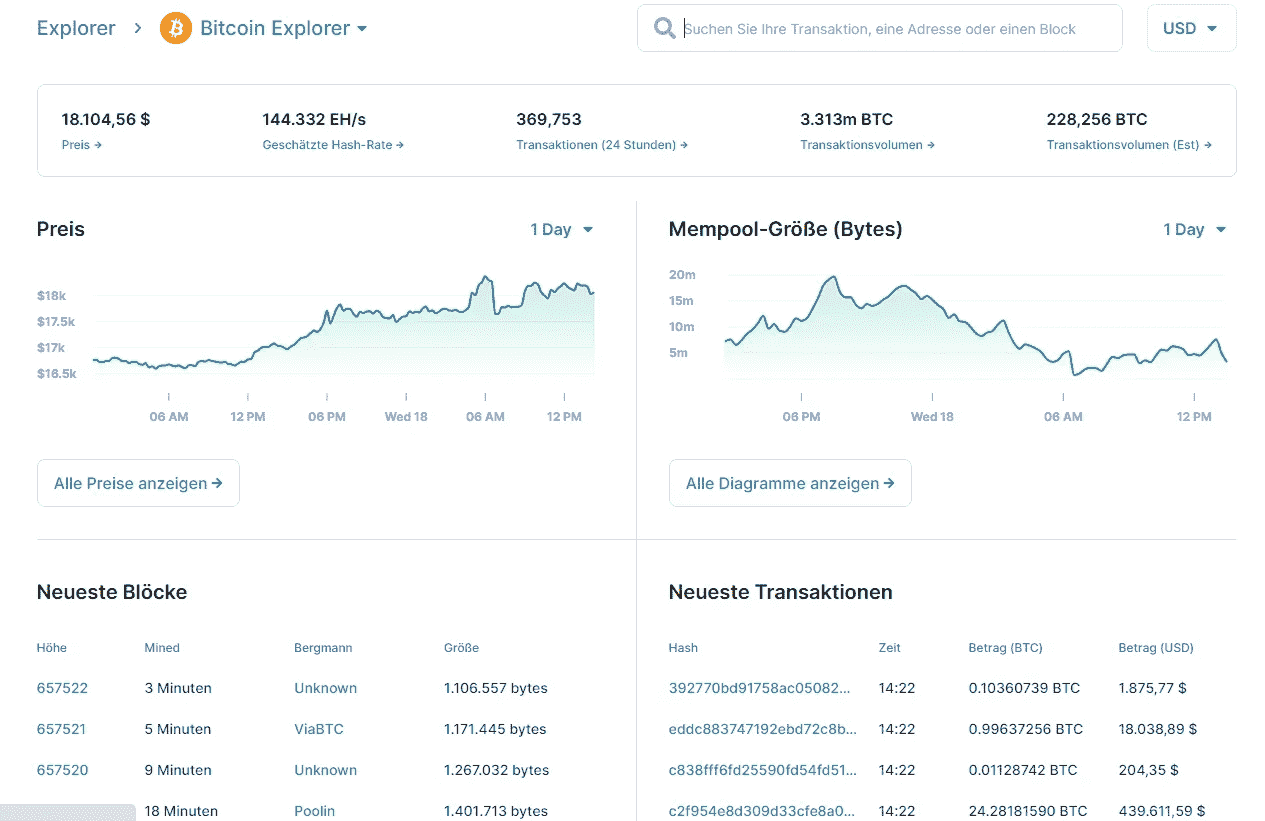 Explorer > Bitcoin Explorer
Suchen Sie Ihre Transaktion, eine Adresse oder einen Block
USD
18.104,56 $ 144.332 EH/s 369,753 3.313m BTC 228,256 BTC
Preis → Geschätzte Hash-Rate → Transaktionen (24 Stunden) → Transaktionsvolumen → Transaktionsvolumen (Est) →
Preis 1 Day
$18k
$17.5k
$17k
$16.5k
06 AM 12 PM 06 PM Wed 18 06 AM 12 PM
Alle Preise anzeigen →
Mempool-Größe (Bytes) 1 Day
20m
15m
10m
5m
06 PM Wed 18 06 AM 12 PM
Alle Diagramme anzeigen →
Neueste Blöcke
Höhe Mined Bergmann Größe
657522 3 Minuten Unknown 1.106.557 bytes
657521 5 Minuten ViaBTC 1.171.445 bytes
657520 9 Minuten Unknown 1.267.032 bytes
18 Minuten Poolin 1.401.713 bytes
Neueste Transaktionen
Hash Zeit Betrag (BTC) Betrag (USD)
392770bd91758ac05082... 14:22 0.10360739 BTC 1.875,77 $
eddc883747192ebd72c8b... 14:22 0.99637256 BTC 18.038,89 $
c838fff6fd25590fd54fd51... 14:22 0.01128742 BTC 204,35 $
c2f954e8d309d33cfe8a0... 14:22 24.28181590 BTC 439.611,59 $